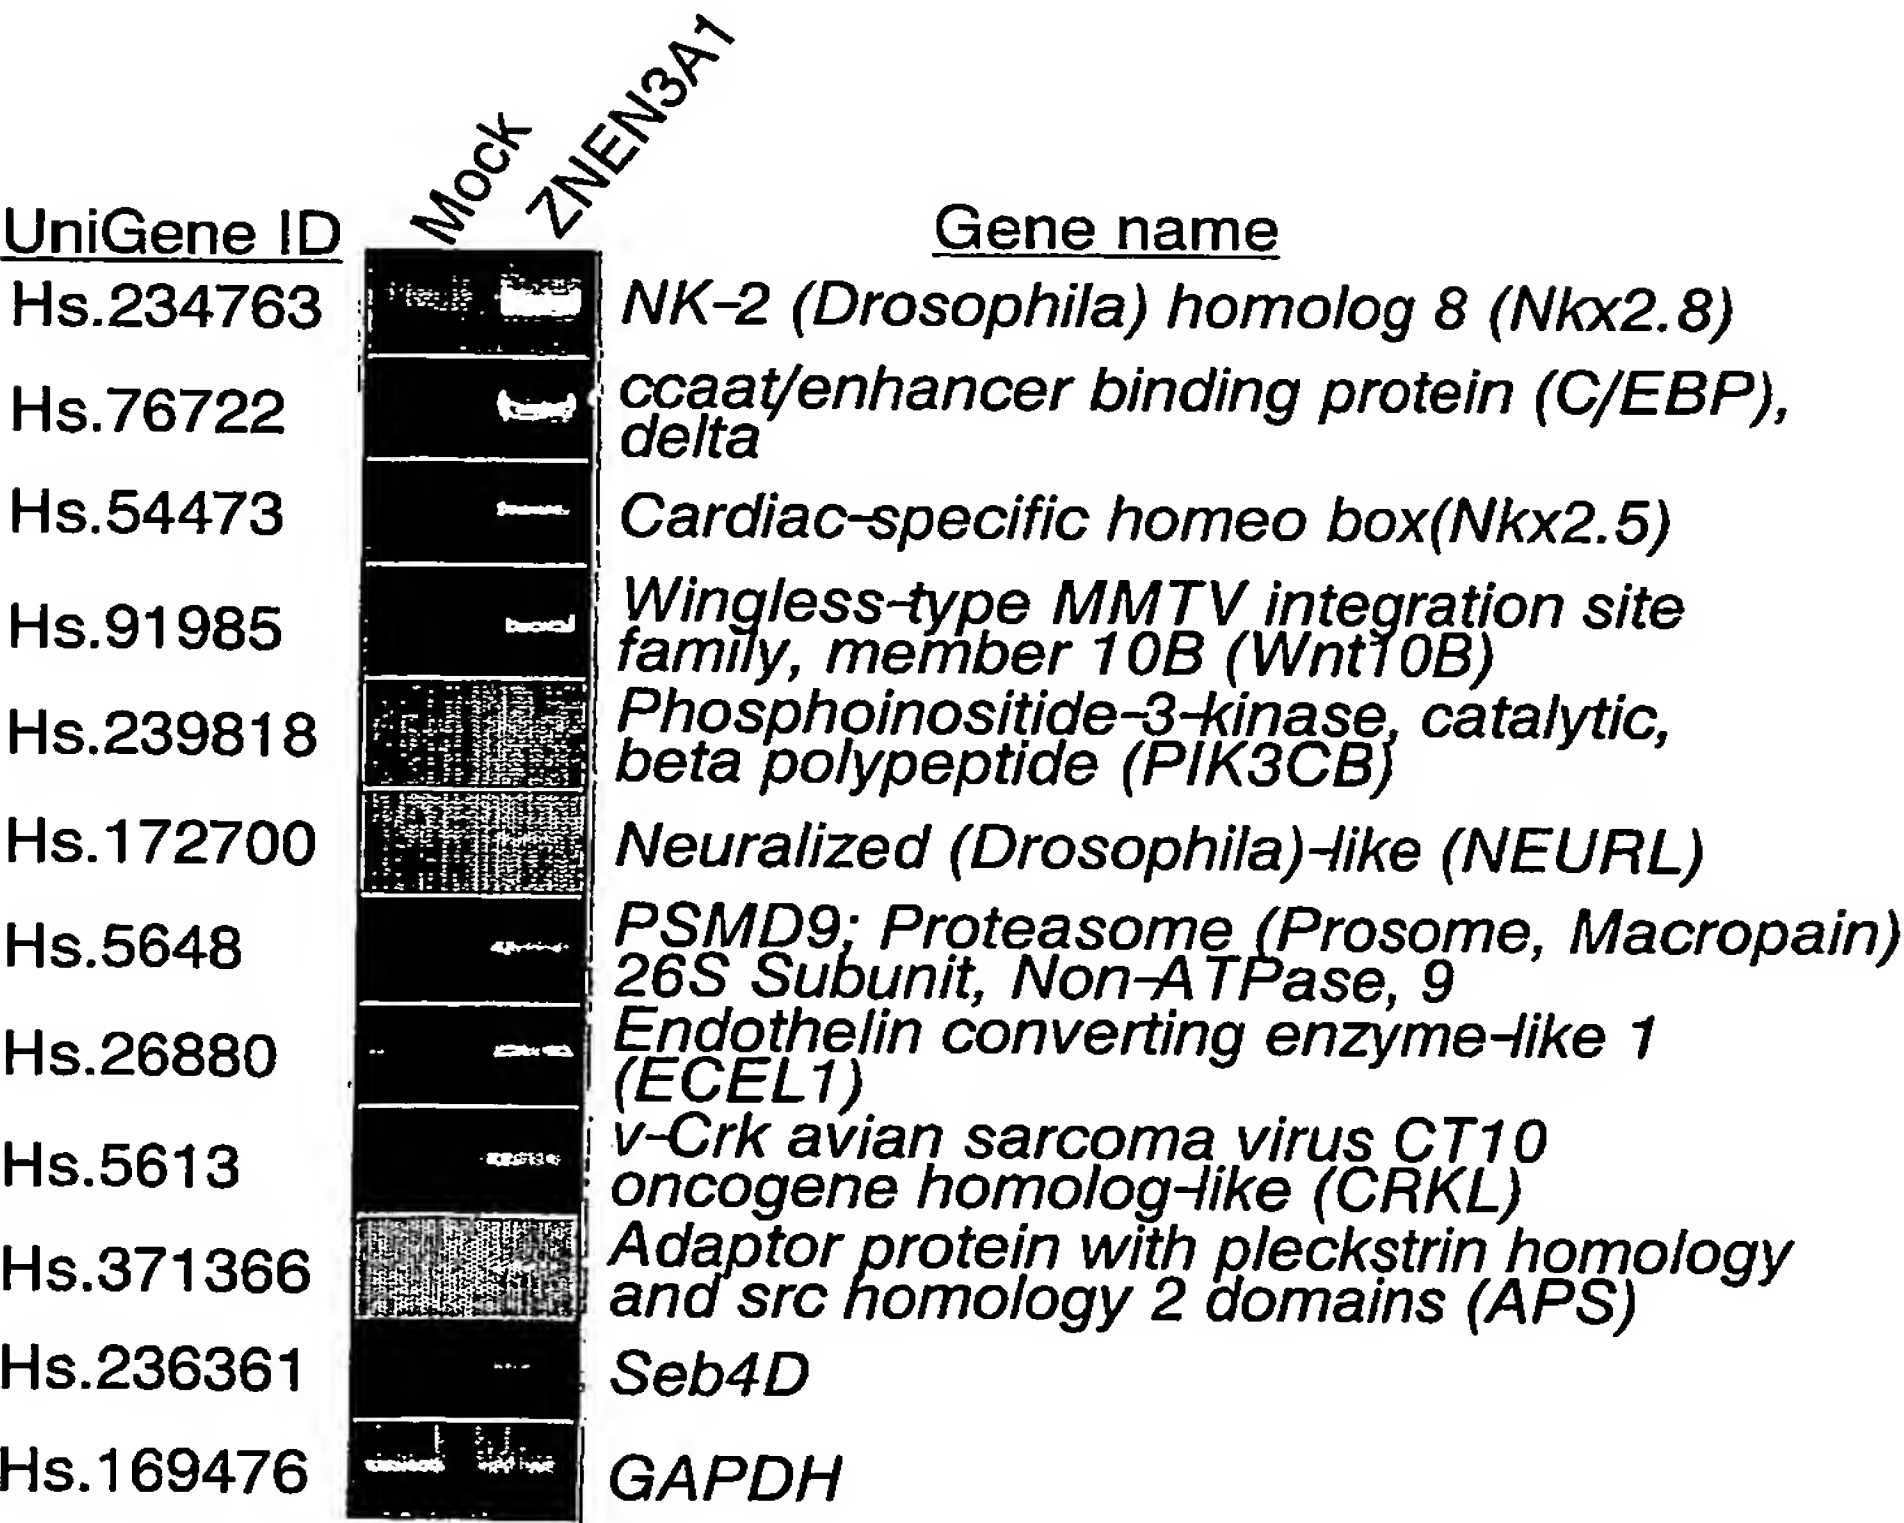 Mock
ZNEN3A1
UniGene ID
Gene name
Hs.234763
NK-2 (Drosophila) homolog 8 (Nkx2.8)
Hs.76722
ccaat/enhancer binding protein (C/EBP),
delta
Hs.54473
Cardiac-specific homeo box(Nkx2.5)
Hs.91985
Wingless-type MMTV integration site
family, member 10B (Wnt10B)
Hs.239818
Phosphoinositide-3-kinase, catalytic,
beta polypeptide (PIK3CB)
Hs.172700
Neuralized (Drosophila)-like (NEURL)
Hs.5648
PSMD9; Proteasome (Prosome, Macropain)
26S Subunit, Non-ATPase, 9
Hs.26880
Endothelin converting enzyme-like 1
(ECEL1)
Hs.5613
v-Crk avian sarcoma virus CT10
oncogene homolog-like (CRKL)
Hs.371366
Adaptor protein with pleckstrin homology
and src homology 2 domains (APS)
Hs.236361
Seb4D
Hs.169476
GAPDH